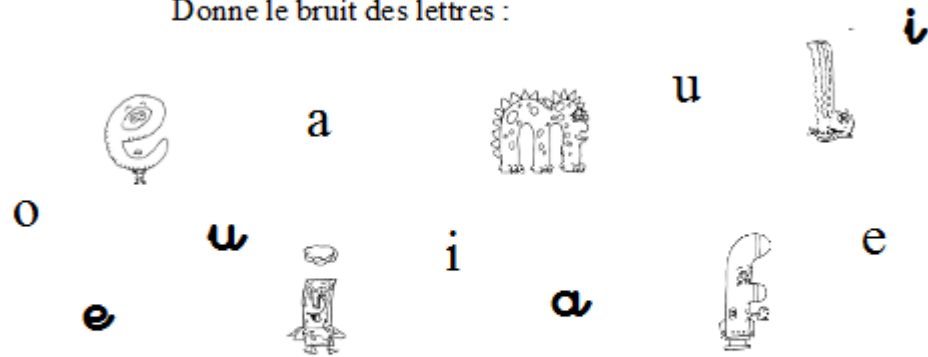 Donne le bruit des lettres :
i
e a m u l
o u i i a f e
e